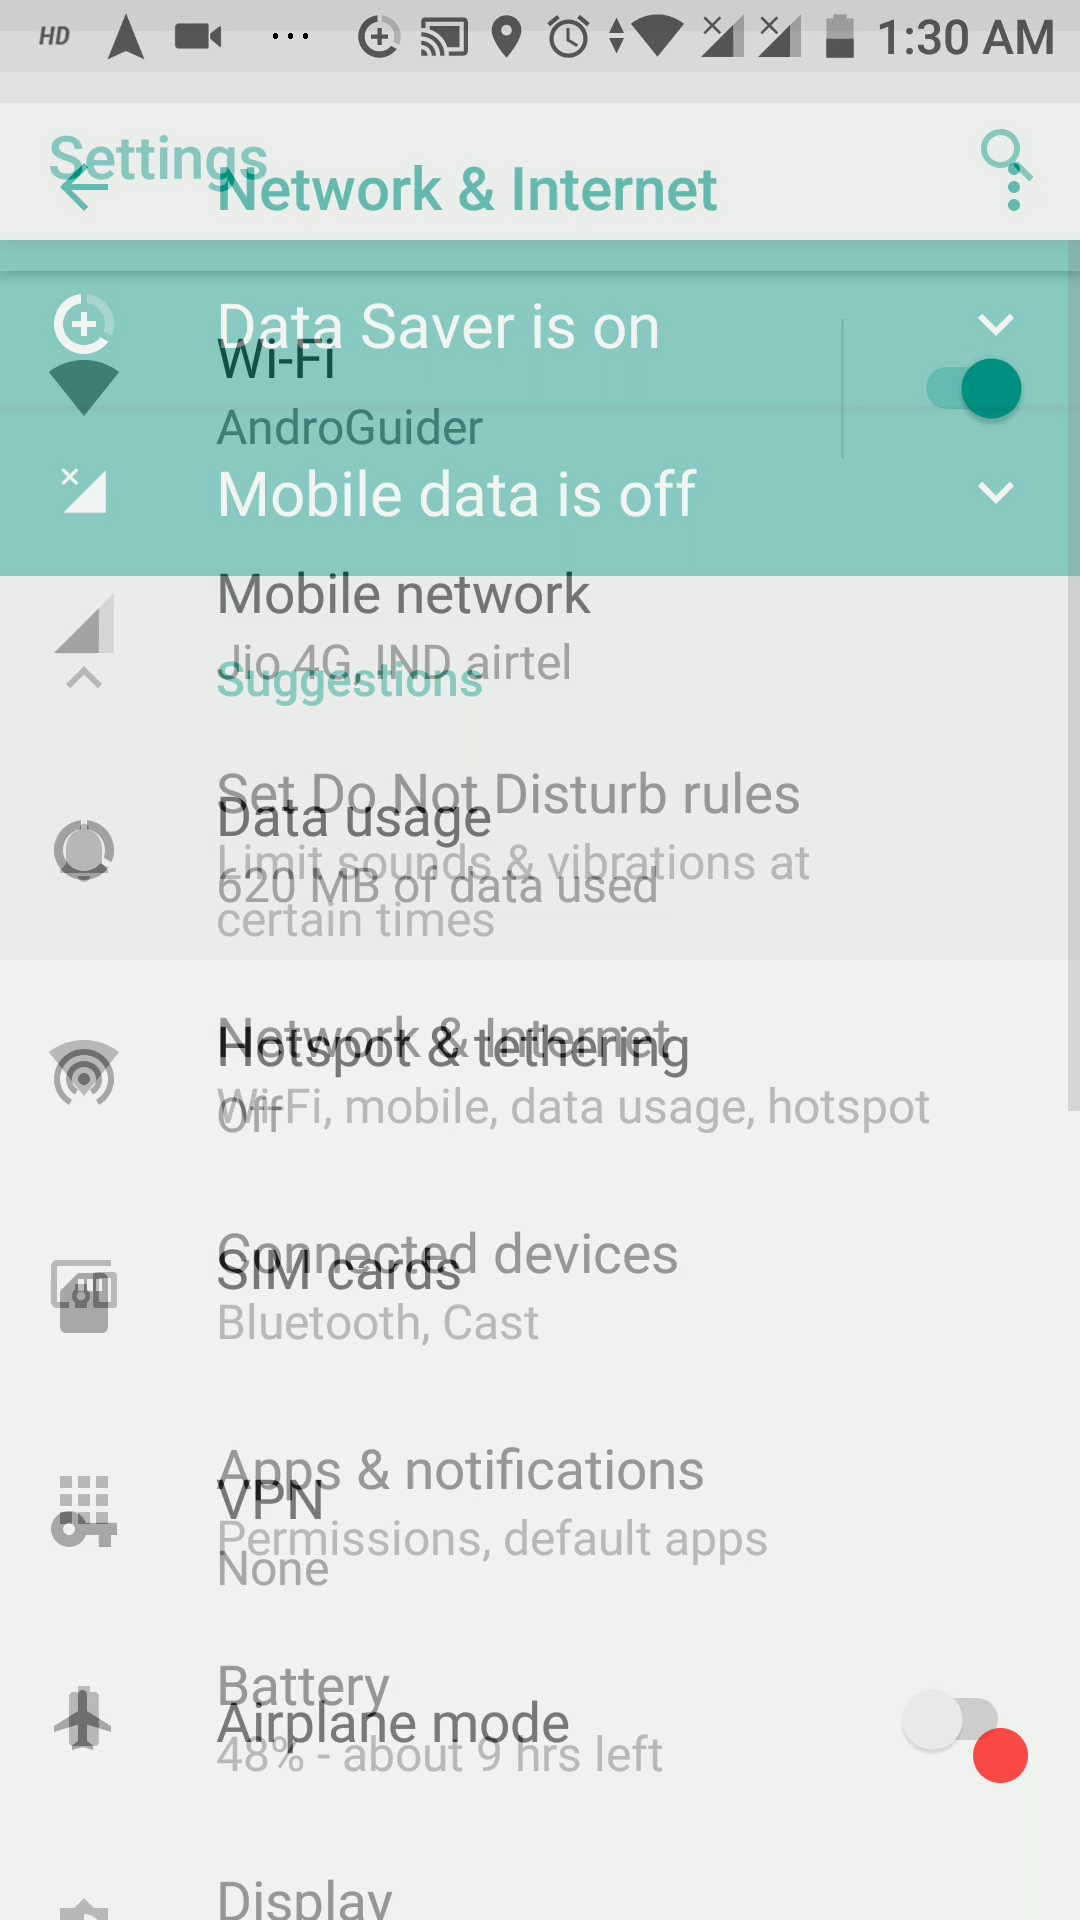 HD 1:30 AM
Settings
Network & Internet
Data Saver is on
Wi-Fi
AndroGuider
Mobile data is off
Mobile network
Jio 4G, IND airtel
Suggestions
Set Do Not Disturb rules
Data usage
Limit sounds & vibrations at
620 MB of data used
certain times
Network & Internet
Hotspot & tethering
Wi-Fi, mobile, data usage, hotspot
Off
Connected devices
SIM cards
Bluetooth, Cast
Apps & notifications
VPN
Permissions, default apps
None
Battery
Airplane mode
48% - about 9 hrs left
Display